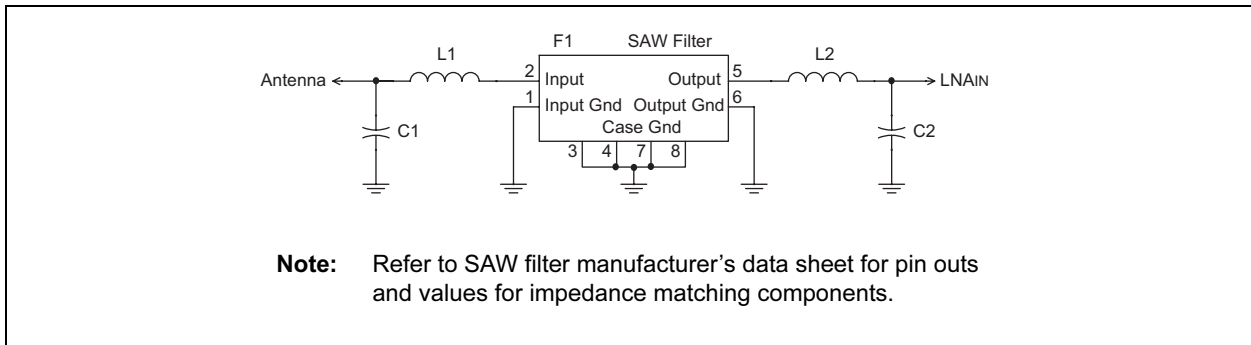 F1 SAW Filter
L1 L2
Antenna 2 Input Output 5 LNAIN
1 Input Gnd Output Gnd 6
C1 Case Gnd C2
3 4 7 8
Note: Refer to SAW filter manufacturer's data sheet for pin outs
and values for impedance matching components.